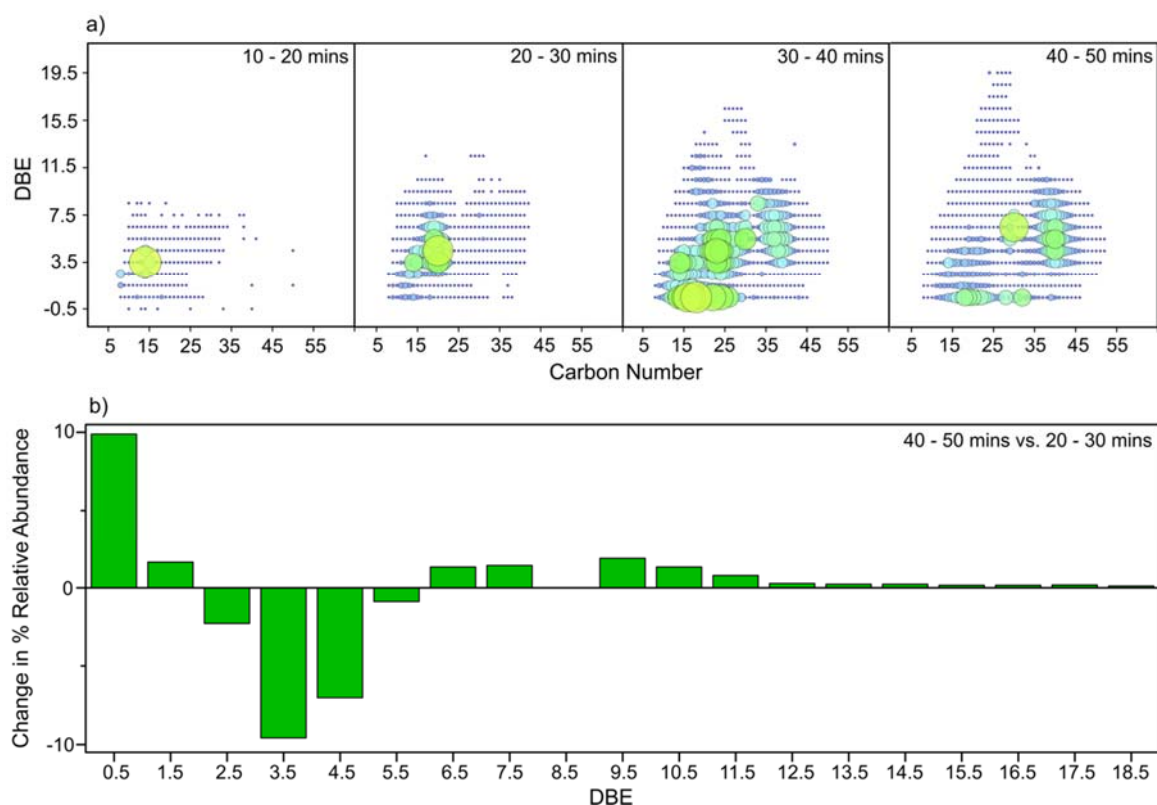 a)
10 - 20 mins
20 - 30 mins
30 - 40 mins
40 - 50 mins
19.5
15.5
11.5
7.5
3.5
-0.5
DBE
5 15 25 35 45 55 5 15 25 35 45 55 5 15 25 35 45 55 5 15 25 35 45 55
Carbon Number
b)
40 - 50 mins vs. 20 - 30 mins
10
0
-10
Change in % Relative Abundance
0.5 1.5 2.5 3.5 4.5 5.5 6.5 7.5 9.5 10.5 11.5 12.5 13.5 14.5 15.5 16.5 17.5 18.5
DBE